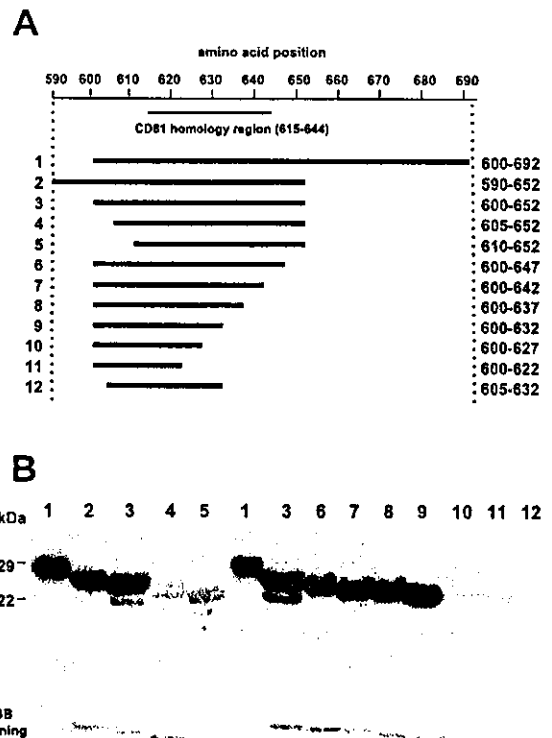 A
amino acid position
590 600 610 620 630 640 650 660 670 680 690
CD81 homology region (615-644)
1 600-692
2 590-652
3 600-652
4 605-652
5 610-652
6 600-647
7 600-642
8 600-637
9 600-632
10 600-627
11 600-622
12 605-632
B
kDa 1 2 3 4 5 1 3 6 7 8 9 10 11 12
29
22